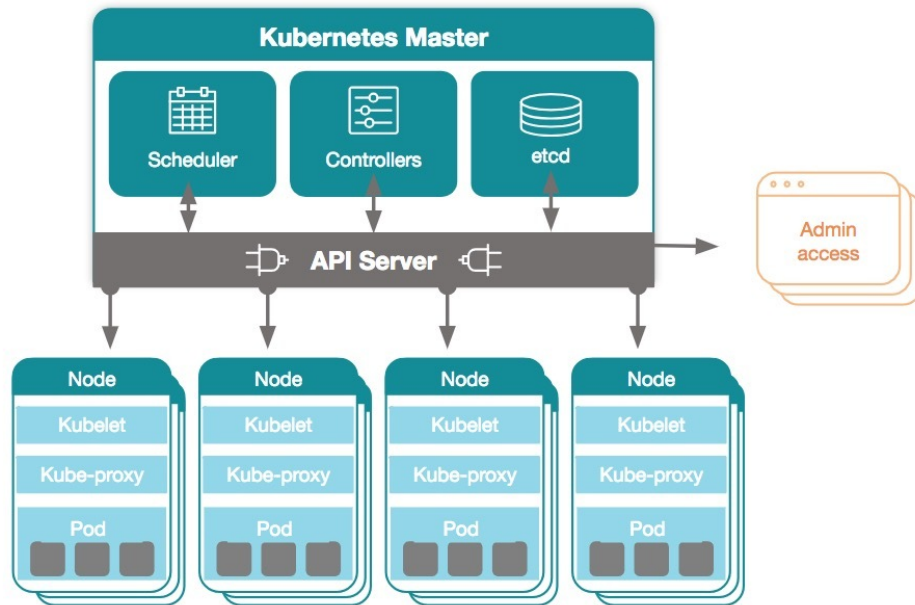 Kubernetes Master
Scheduler
Controllers
etcd
API Server
Admin
access
Node
Kubelet
Kube-proxy
Pod
Node
Kubelet
Kube-proxy
Pod
Node
Kubelet
Kube-proxy
Pod
Node
Kubelet
Kube-proxy
Pod